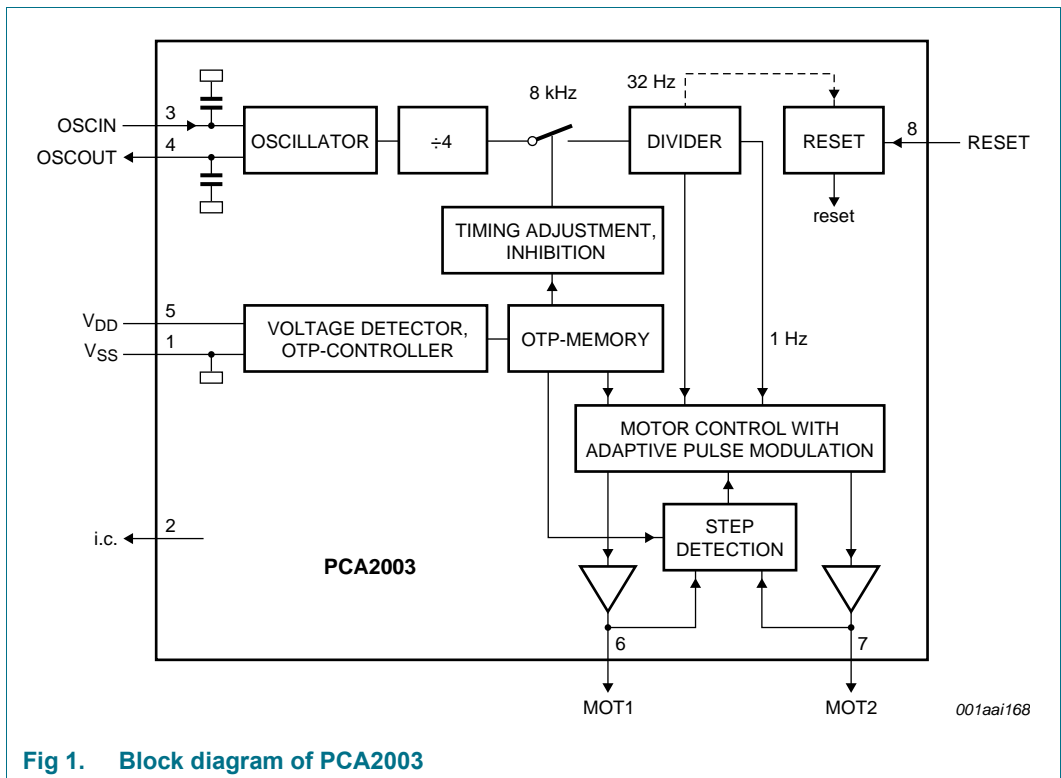 8 kHz
32 Hz
3
OSCIN
4
OSCOUT
OSCILLATOR
÷4
DIVIDER
RESET
8
RESET
reset
TIMING ADJUSTMENT,
INHIBITION
5
VDD
1
VSS
VOLTAGE DETECTOR,
OTP-CONTROLLER
OTP-MEMORY
1 Hz
MOTOR CONTROL WITH
ADAPTIVE PULSE MODULATION
2
i.c.
STEP
DETECTION
PCA2003
6
7
MOT1
MOT2
001aai168
Fig 1. Block diagram of PCA2003